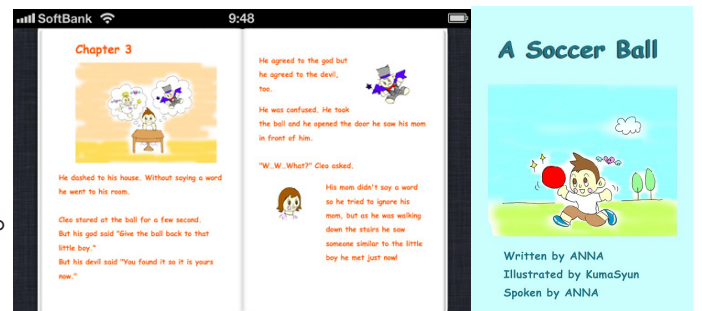 SoftBank
9:48
Chapter 3
He dashed to his house. Without saying a word
he went to his room.
Cleo stared at the ball for a few second.
But his god said "Give the ball back to that
little boy."
But his devil said "You found it so it is yours
now."
He agreed to the god but
he agreed to the devil,
too.
He was confused. He took
the ball and he opened the door he saw his mom
in front of him.
"W..W..What?" Cleo asked.
His mom didn't say a word
so he tried to ignore his
mom, but as he was walking
down the stairs he saw
someone similar to the little
boy he met just now!
A Soccer Ball
Written by ANNA
Illustrated by KumaSyun
Spoken by ANNA